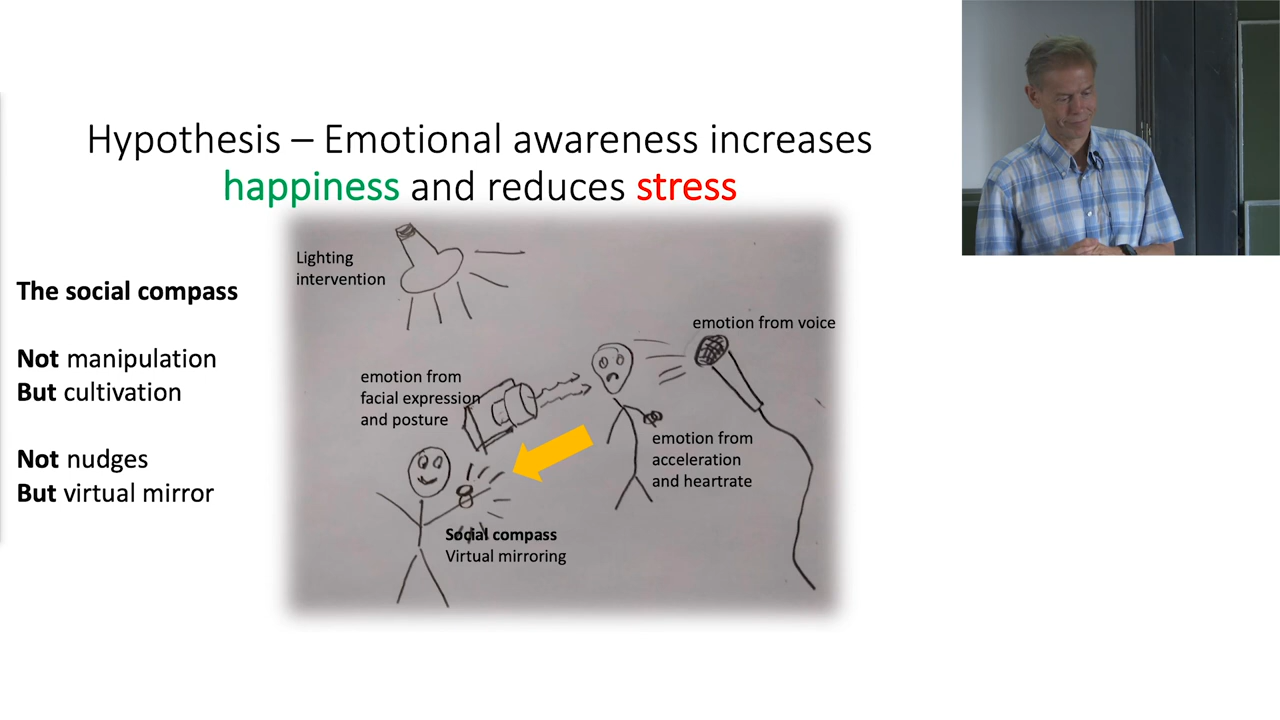 Hypothesis – Emotional awareness increases
happiness and reduces stress
The social compass
Not manipulation
But cultivation
Not nudges
But virtual mirror
Lighting
intervention
emotion from voice
emotion from
facial expression
and posture
emotion from
acceleration
and heartrate
Social compass
Virtual mirroring